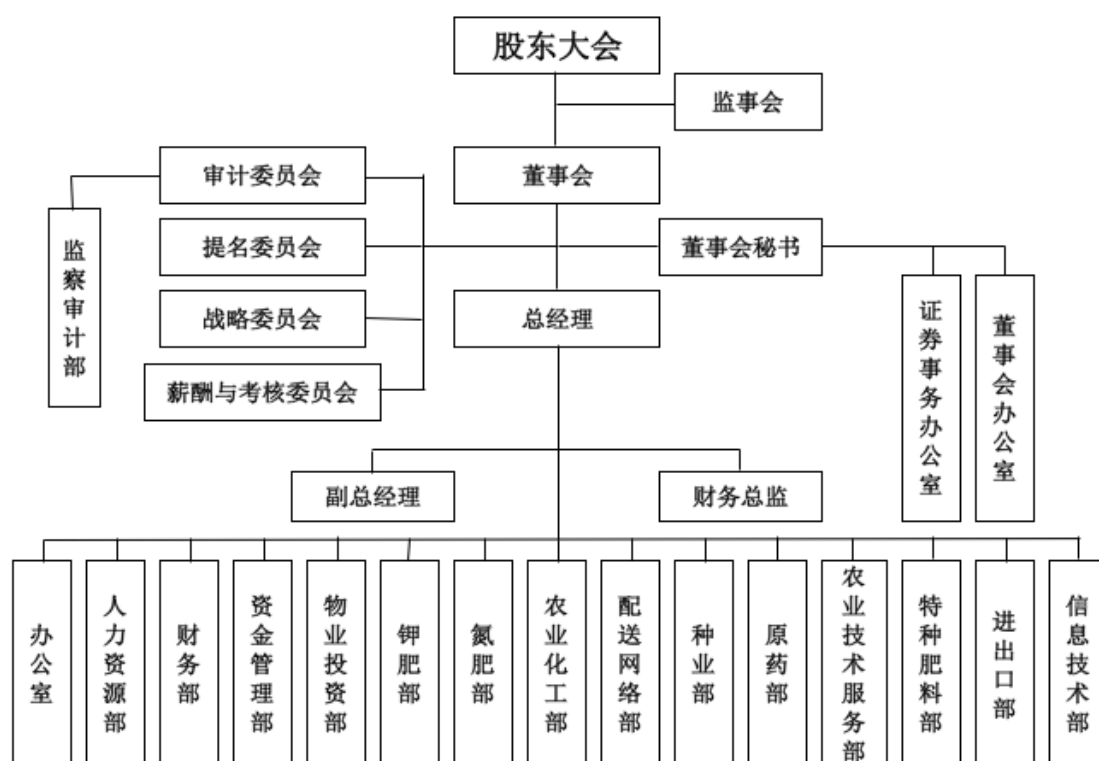 股东大会
监事会
审计委员会
董事会
监察审计部
提名委员会
董事会秘书
战略委员会
总经理
证券事务办公室
董事会办公室
薪酬与考核委员会
副总经理
财务总监
办公室
人力资源部
财务部
资金管理部
物业投资部
钾肥部
氮肥部
农业化工部
配送网络部
种业部
原药部
农业技术服务部
特种肥料部
进出口部
信息技术部